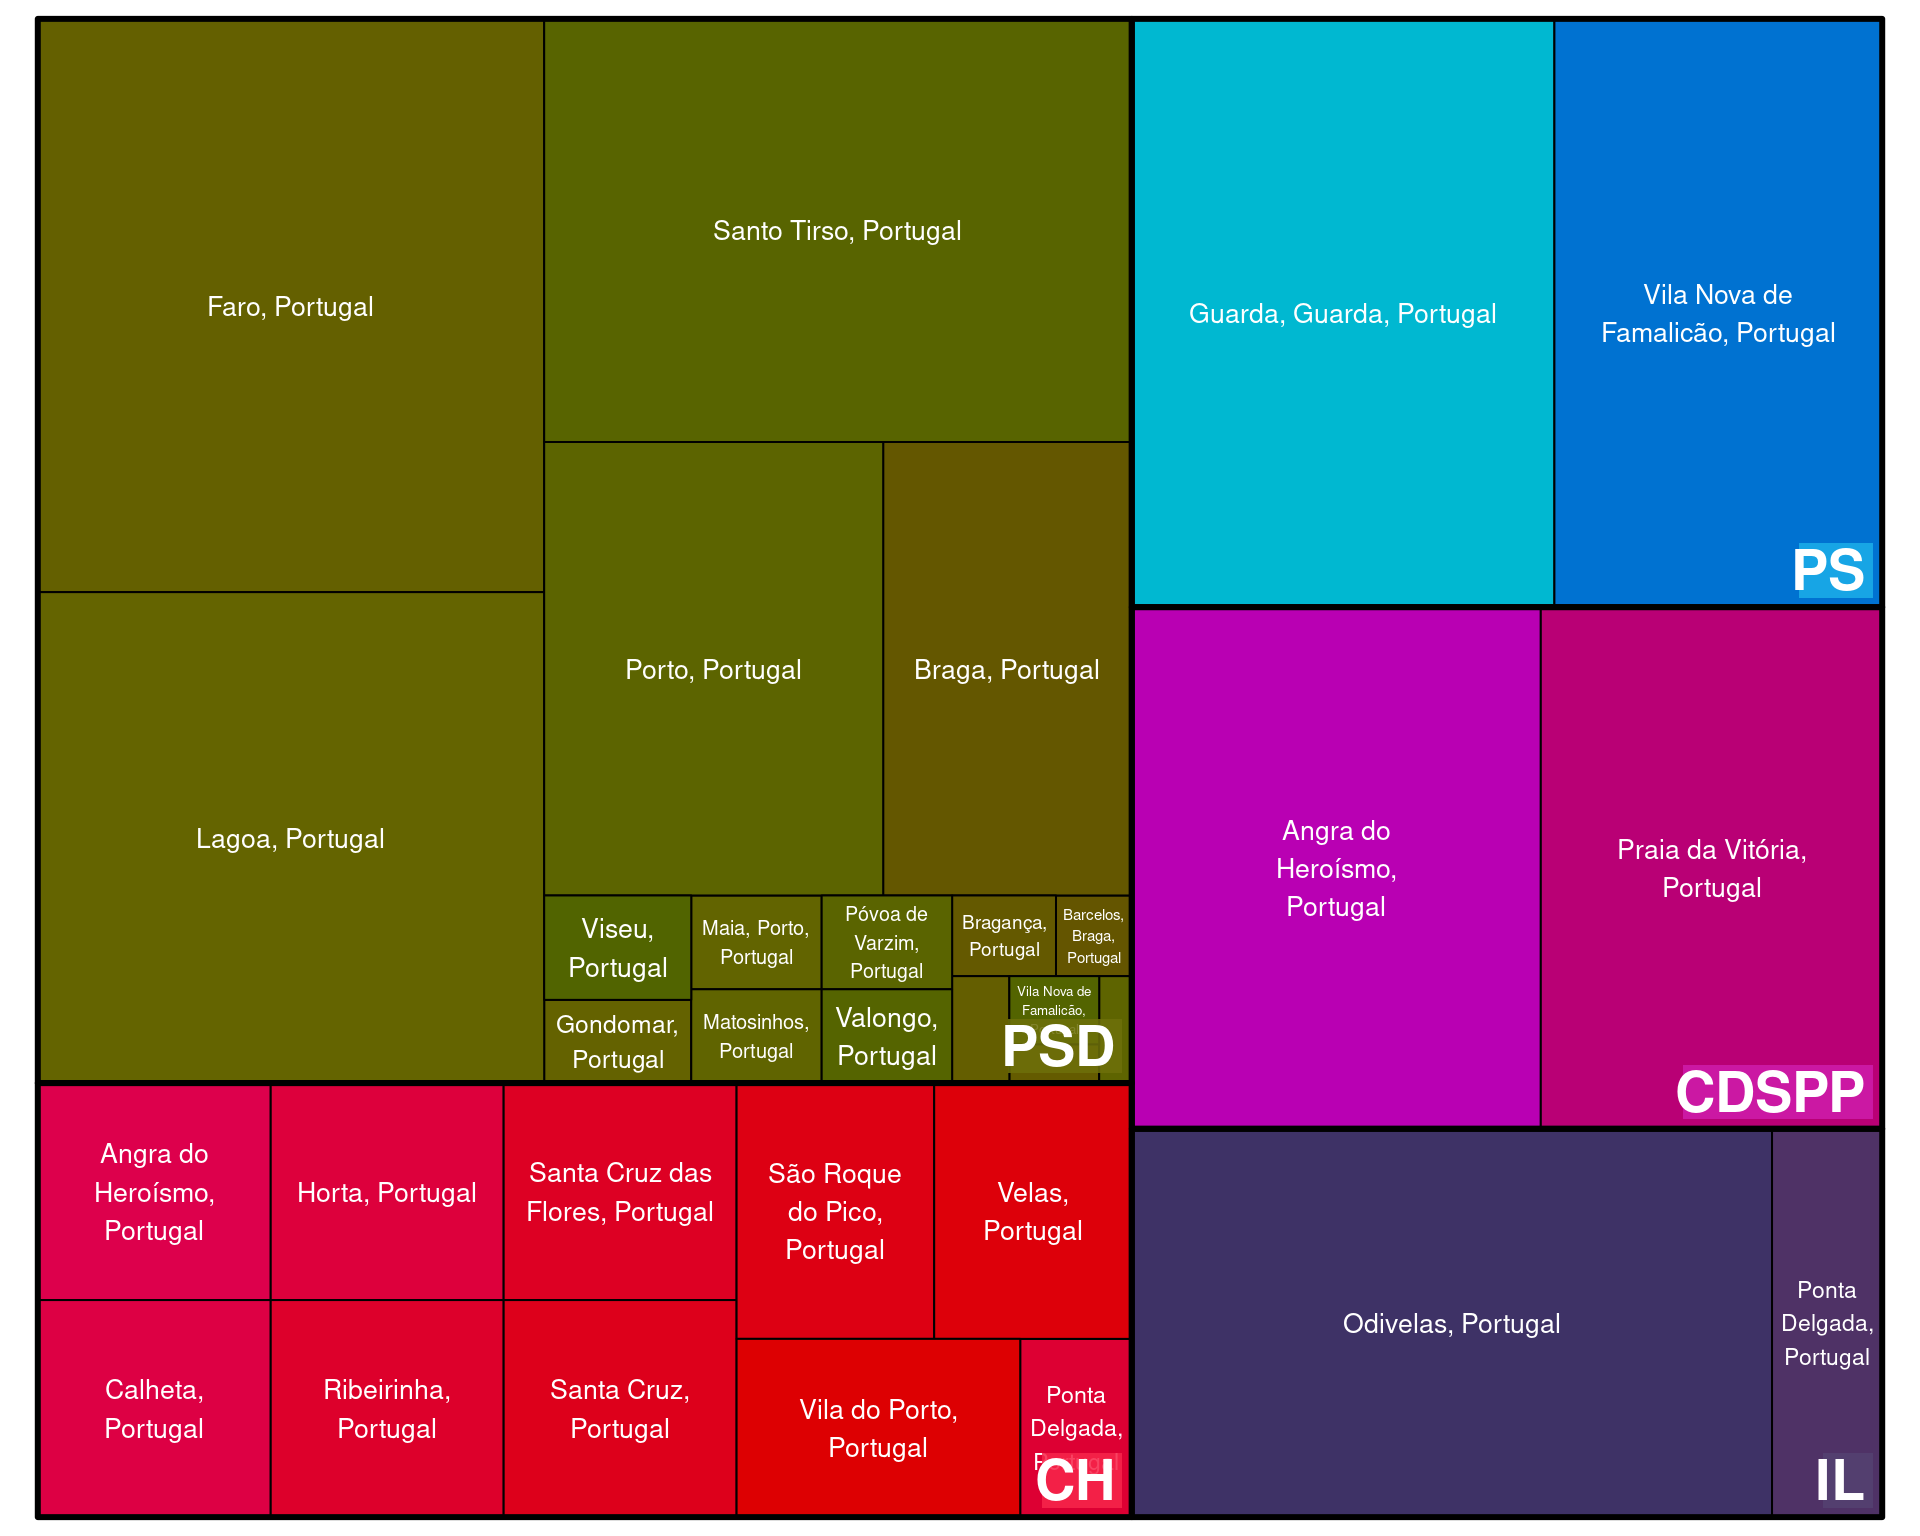 Faro, Portugal
Santo Tirso, Portugal
Guarda, Guarda, Portugal
Vila Nova de
Famalicão, Portugal
PS
Lagoa, Portugal
Porto, Portugal
Braga, Portugal
Viseu,
Portugal
Maia, Porto,
Portugal
Póvoa de
Varzim,
Portugal
Bragança,
Portugal
Barcelos,
Braga,
Portugal
Gondomar,
Portugal
Matosinhos,
Portugal
Valongo,
Portugal
Vila Nova de
Famalicão,
PSD
Angra do
Heroísmo,
Portugal
Praia da Vitória,
Portugal
CDSPP
Angra do
Heroísmo,
Portugal
Horta, Portugal
Santa Cruz das
Flores, Portugal
São Roque
do Pico,
Portugal
Velas,
Portugal
Calheta,
Portugal
Ribeirinha,
Portugal
Santa Cruz,
Portugal
Vila do Porto,
Portugal
Ponta
Delgada,
Portugal
CH
Odivelas, Portugal
Ponta
Delgada,
Portugal
IL